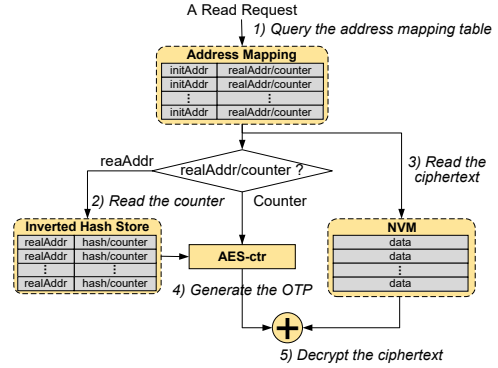 A Read Request
1) Query the address mapping table
Address Mapping
initAddr realAddr/counter
initAddr realAddr/counter
⋮ ⋮
initAddr realAddr/counter
reaAddr
realAddr/counter ?
3) Read the
ciphertext
2) Read the counter
Counter
Inverted Hash Store
realAddr hash/counter
realAddr hash/counter
⋮ ⋮
realAddr hash/counter
AES-ctr
NVM
data
data
⋮
data
4) Generate the OTP
+
5) Decrypt the ciphertext